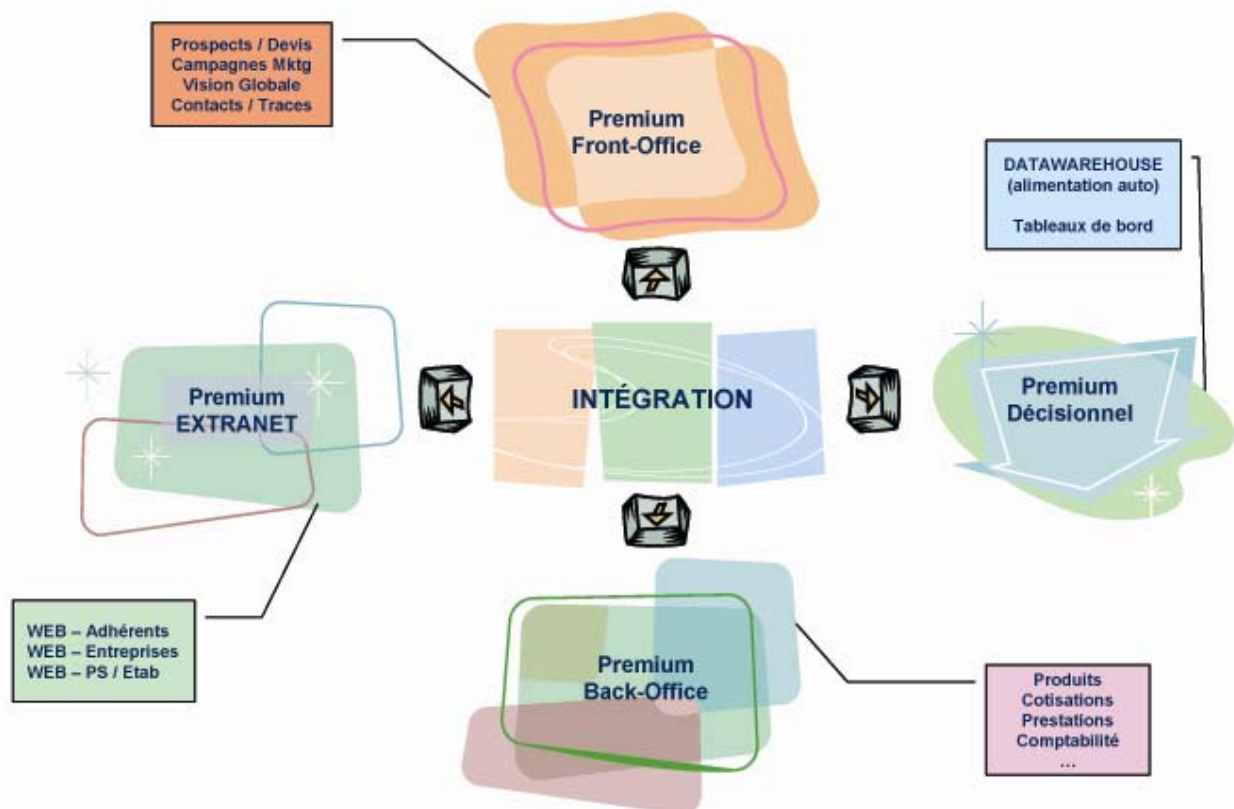 Prospects / Devis
Campagnes Mktg
Vision Globale
Contacts / Traces
Premium
Front-Office
DATAWAREHOUSE
(alimentation auto)
Tableaux de bord
Premium
EXTRANET
INTÉGRATION
Premium
Décisionnel
WEB – Adhérents
WEB – Entreprises
WEB – PS / Etab
Premium
Back-Office
Produits
Cotisations
Prestations
Comptabilité
...